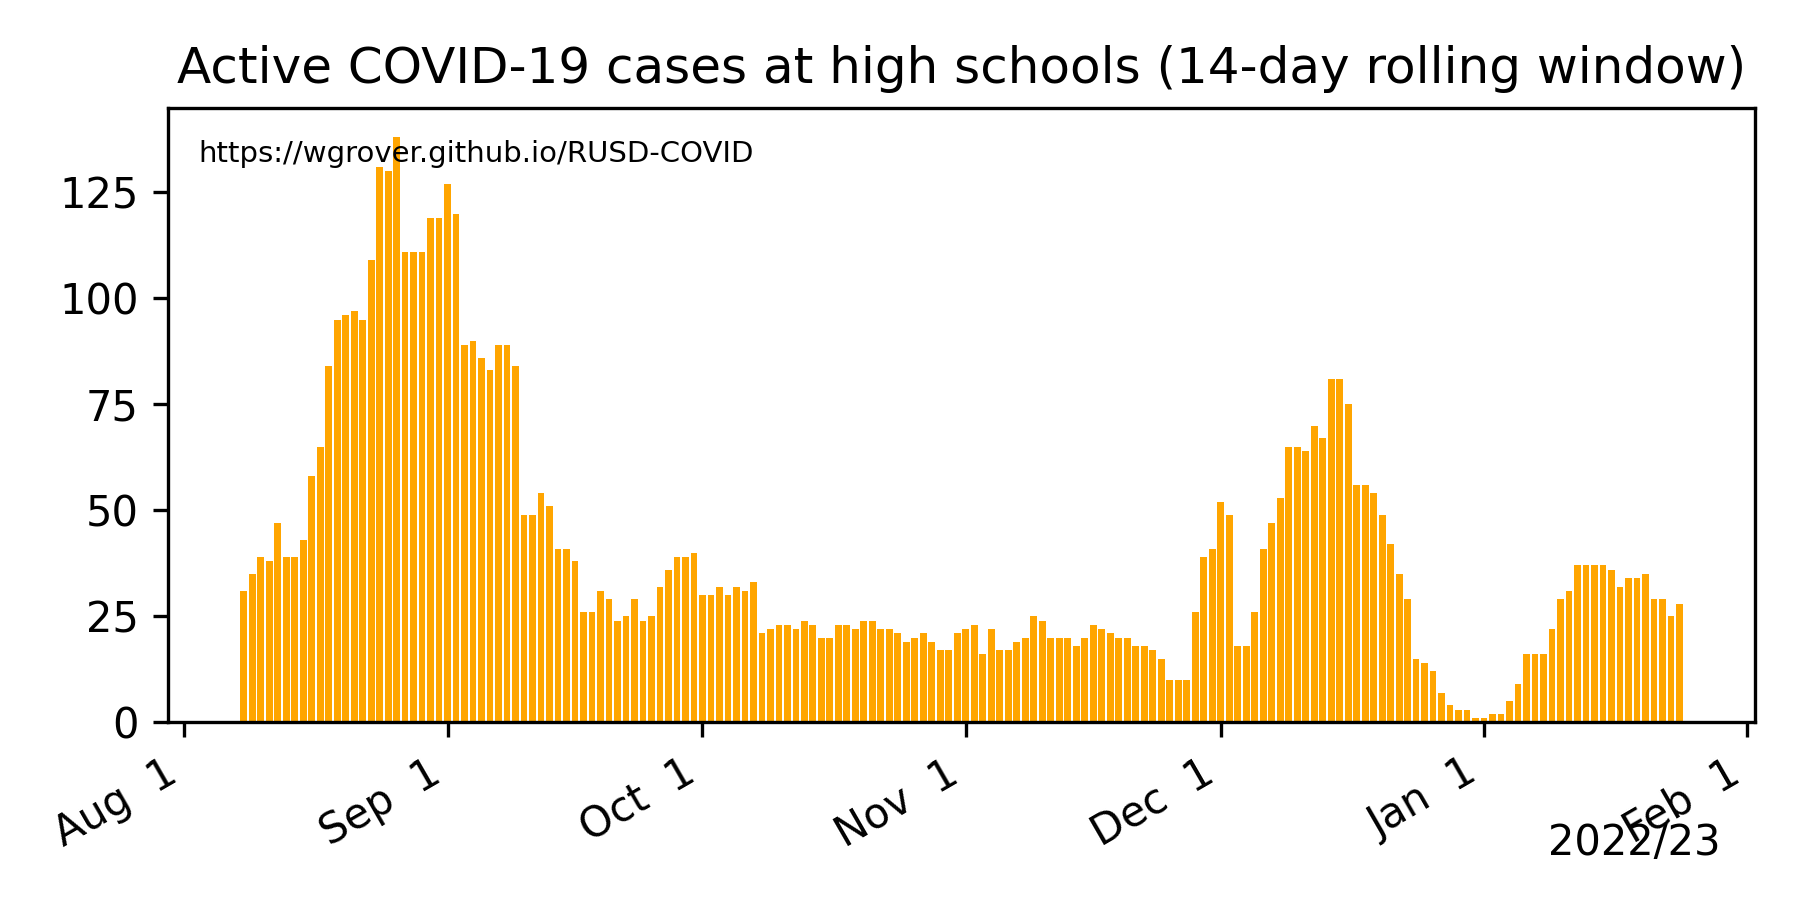 Active COVID-19 cases at high schools (14-day rolling window)
https://wgrover.github.io/RUSD-COVID
125
100
75
50
25
0
Aug 1
Sep 1
Oct 1
Nov 1
Dec 1
Jan 1
Feb 1
2022/23